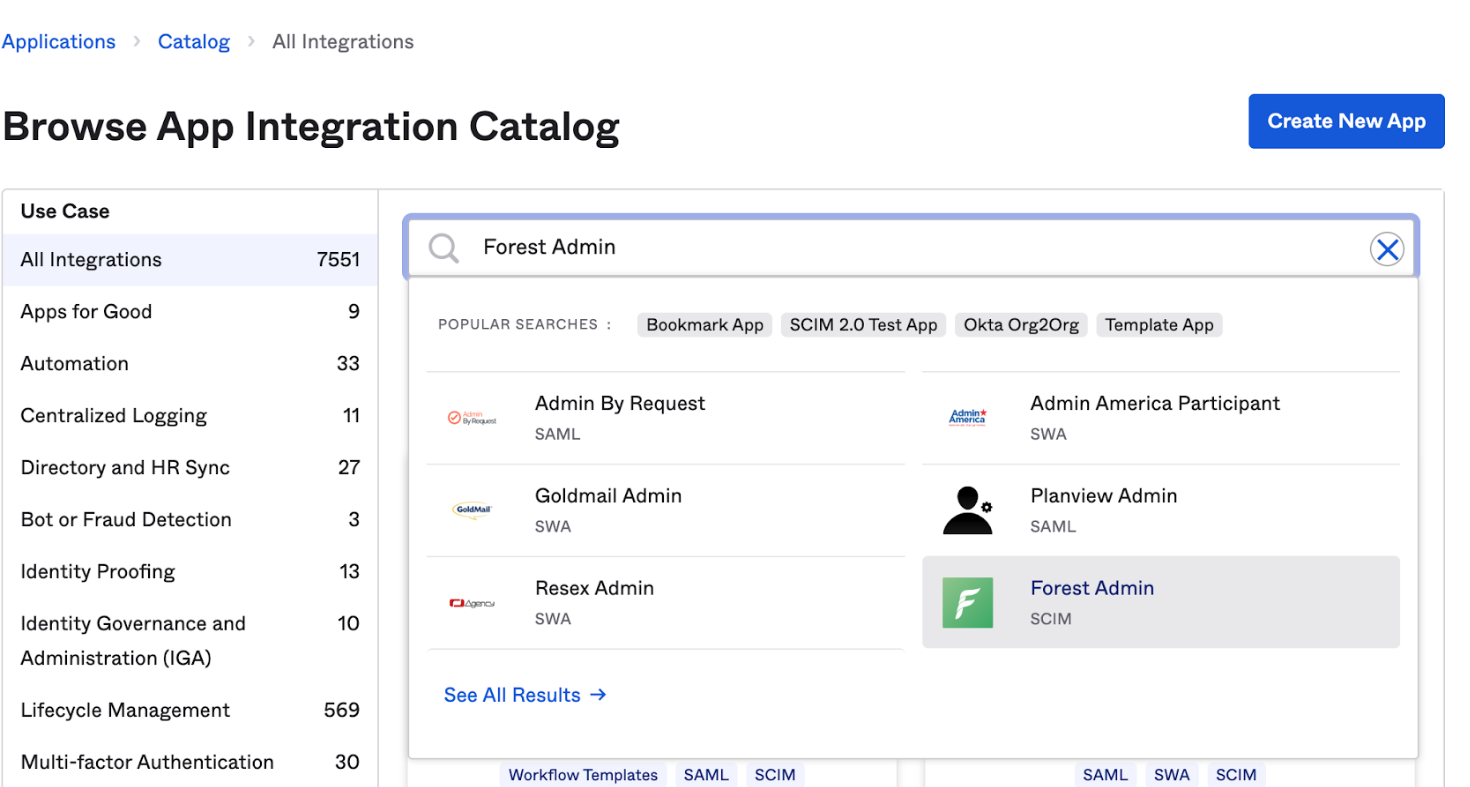 Applications > Catalog > All Integrations
Browse App Integration Catalog
Create New App
Use Case
All Integrations 7551
Apps for Good 9
Automation 33
Centralized Logging 11
Directory and HR Sync 27
Bot or Fraud Detection 3
Identity Proofing 13
Identity Governance and
Administration (IGA) 10
Lifecycle Management 569
Multi-factor Authentication 30
Forest Admin
POPULAR SEARCHES : Bookmark App SCIM 2.0 Test App Okta Org2Org Template App
Admin By Request
Admin By Request
SAML
Admin America
Admin America Participant
SWA
GoldMail
Goldmail Admin
SWA
Planview Admin
SAML
Agency
Resex Admin
SWA
F
Forest Admin
SCIM
See All Results →
Workflow Templates SAML SCIM
SAML SWA SCIM